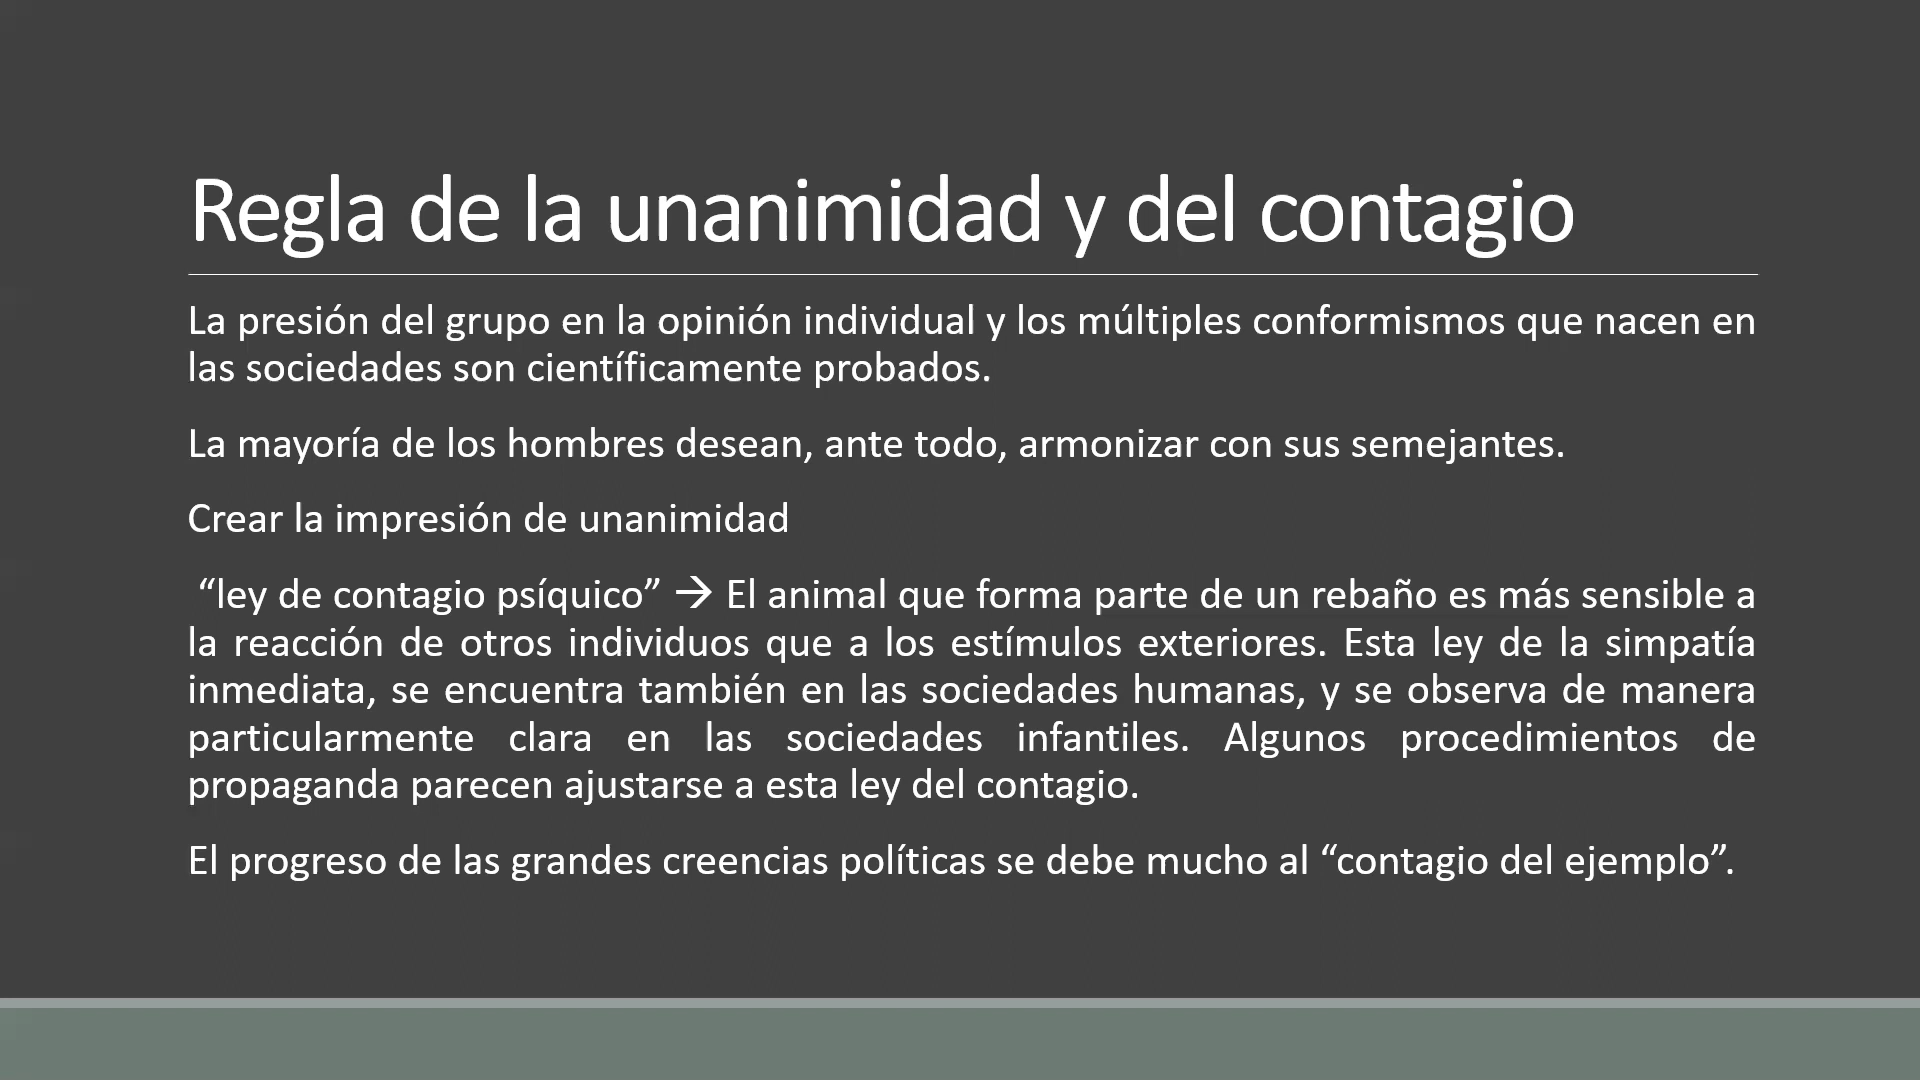 Regla de la unanimidad y del contagio
La presión del grupo en la opinión individual y los múltiples conformismos que nacen en
las sociedades son científicamente probados.
La mayoría de los hombres desean, ante todo, armonizar con sus semejantes.
Crear la impresión de unanimidad
“ley de contagio psíquico” → El animal que forma parte de un rebaño es más sensible a
la reacción de otros individuos que a los estímulos exteriores. Esta ley de la simpatía
inmediata, se encuentra también en las sociedades humanas, y se observa de manera
particularmente clara en las sociedades infantiles. Algunos procedimientos de
propaganda parecen ajustarse a esta ley del contagio.
El progreso de las grandes creencias políticas se debe mucho al “contagio del ejemplo”.